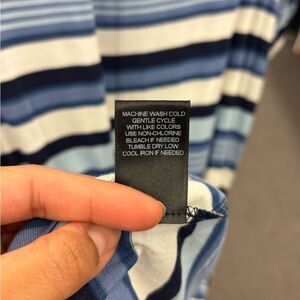 MACHINE WASH COLD
GENTLE CYCLE
WITH LIKE COLORS
USE NON-CHLORINE
BLEACH IF NEEDED
TUMBLE DRY LOW
COOL IRON IF NEEDED